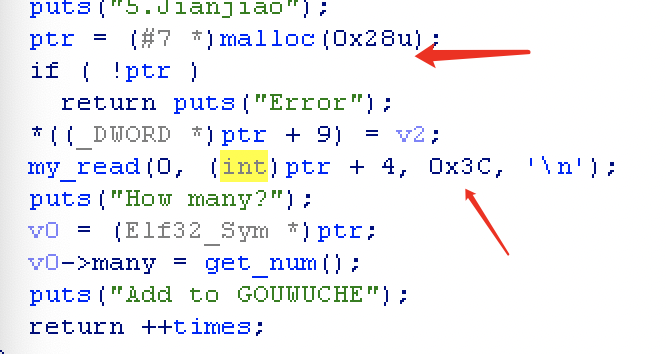 puts("5.Jianjiao");
ptr = (#7 *)malloc(0x28u);
if ( !ptr )
return puts("Error");
*((_DWORD *)ptr + 9) = v2;
my_read(0, (int)ptr + 4, 0x3C, '\n');
puts("How many?");
v0 = (Elf32_Sym *)ptr;
v0->many = get_num();
puts("Add to GOUWUCHE");
return ++times;